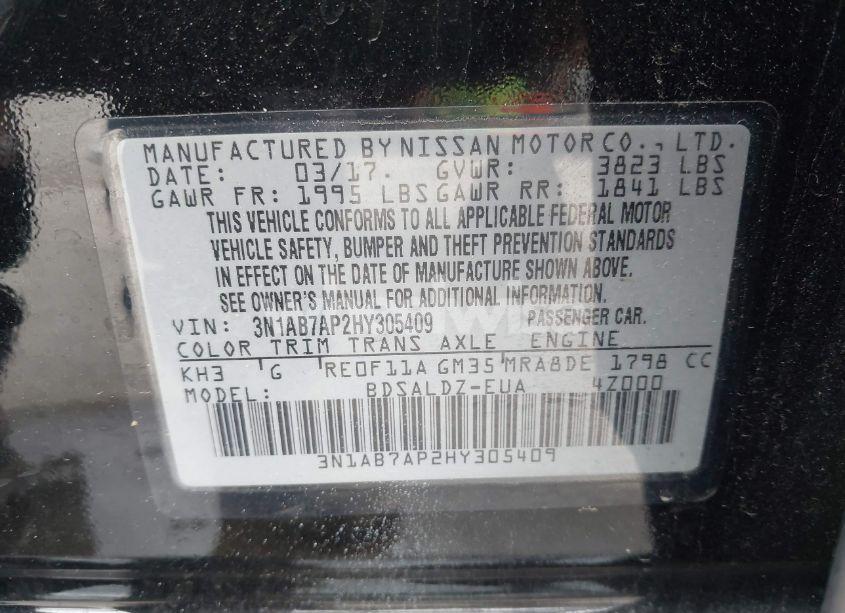 MANUFACTURED BY NISSAN MOTOR CO., LTD.
DATE: 03/17. GVWR: 3823 LBS
GAWR FR: 1995 LBS GAWR RR: 1841 LBS
THIS VEHICLE CONFORMS TO ALL APPLICABLE FEDERAL MOTOR
VEHICLE SAFETY, BUMPER AND THEFT PREVENTION STANDARDS
IN EFFECT ON THE DATE OF MANUFACTURE SHOWN ABOVE.
SEE OWNER'S MANUAL FOR ADDITIONAL INFORMATION.
VIN: 3N1AB7AP2HY305409 PASSENGER CAR.
COLOR TRIM TRANS AXLE ENGINE
KH3 G RE0F11A GM35 MRA8DE 1798 CC
MODEL: BDSALDZ-EUA 4Z000
3N1AB7AP2HY305409